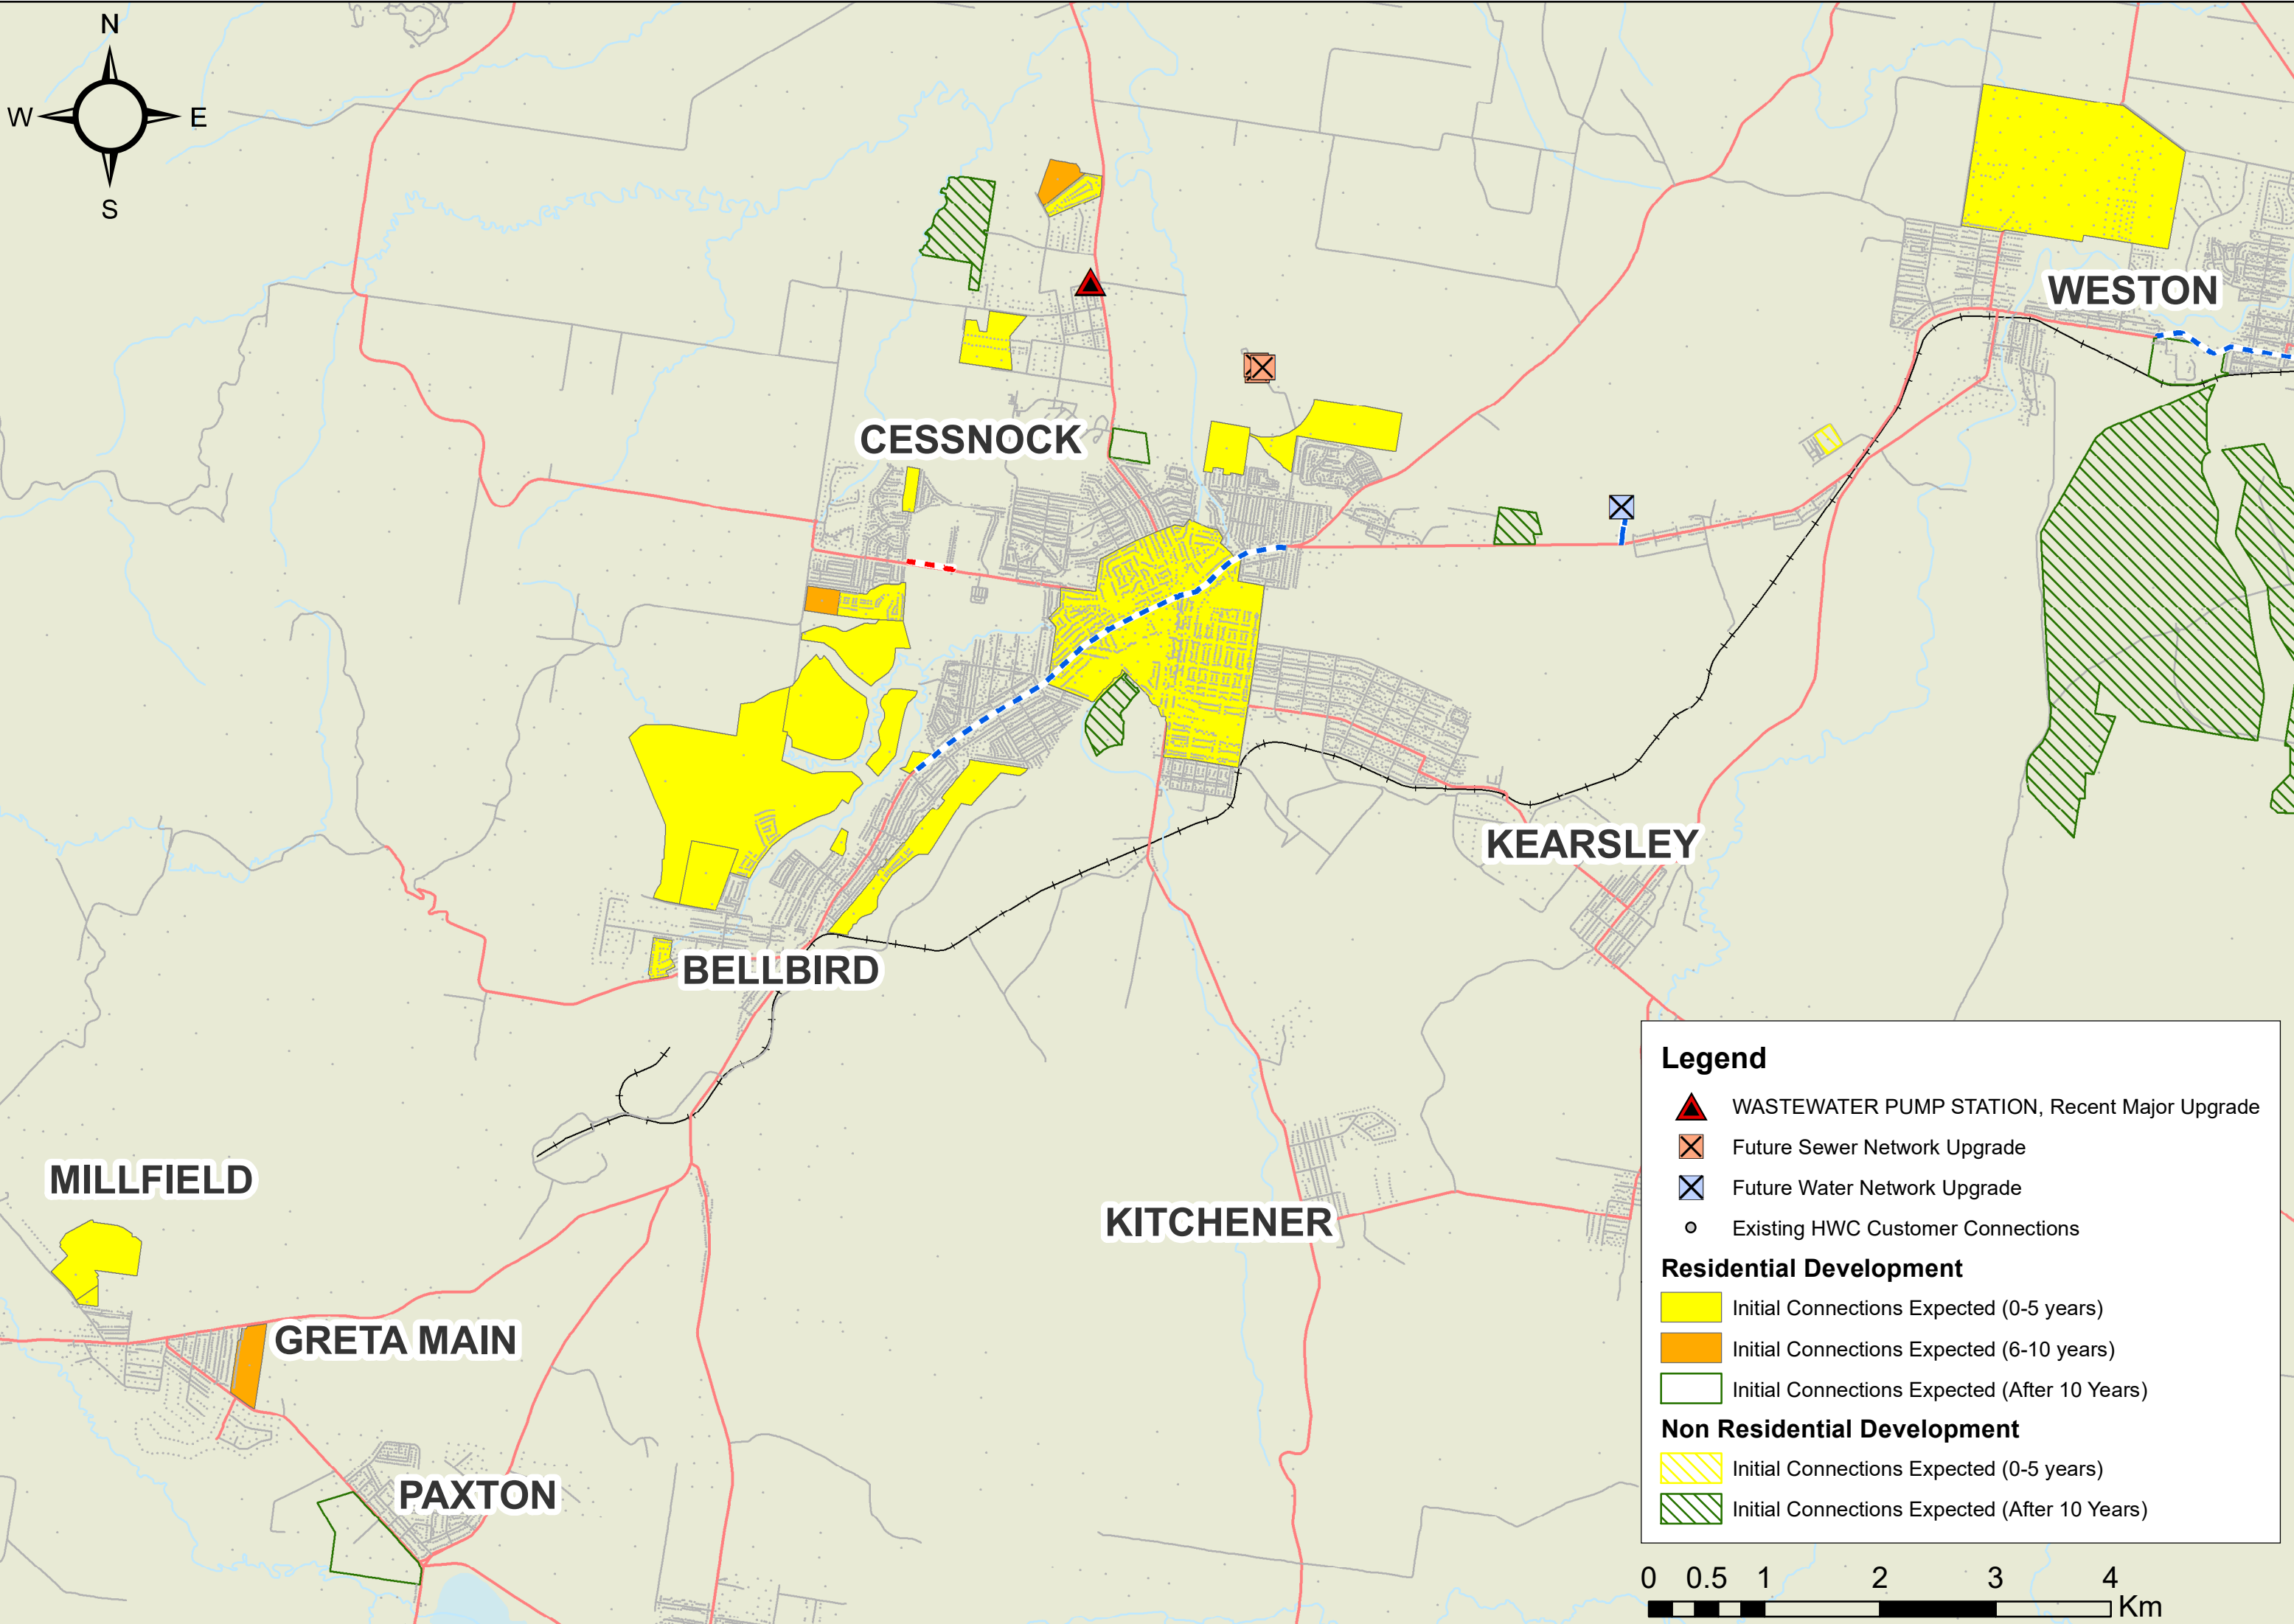 N
W E
S
WESTON
CESSNOCK
KEARSLEY
BELLBIRD
MILLFIELD
KITCHENER
GRETA MAIN
PAXTON
Legend
WASTEWATER PUMP STATION, Recent Major Upgrade
Future Sewer Network Upgrade
Future Water Network Upgrade
Existing HWC Customer Connections
Residential Development
Initial Connections Expected (0-5 years)
Initial Connections Expected (6-10 years)
Initial Connections Expected (After 10 Years)
Non Residential Development
Initial Connections Expected (0-5 years)
Initial Connections Expected (After 10 Years)
0 0.5 1 2 3 4
Km